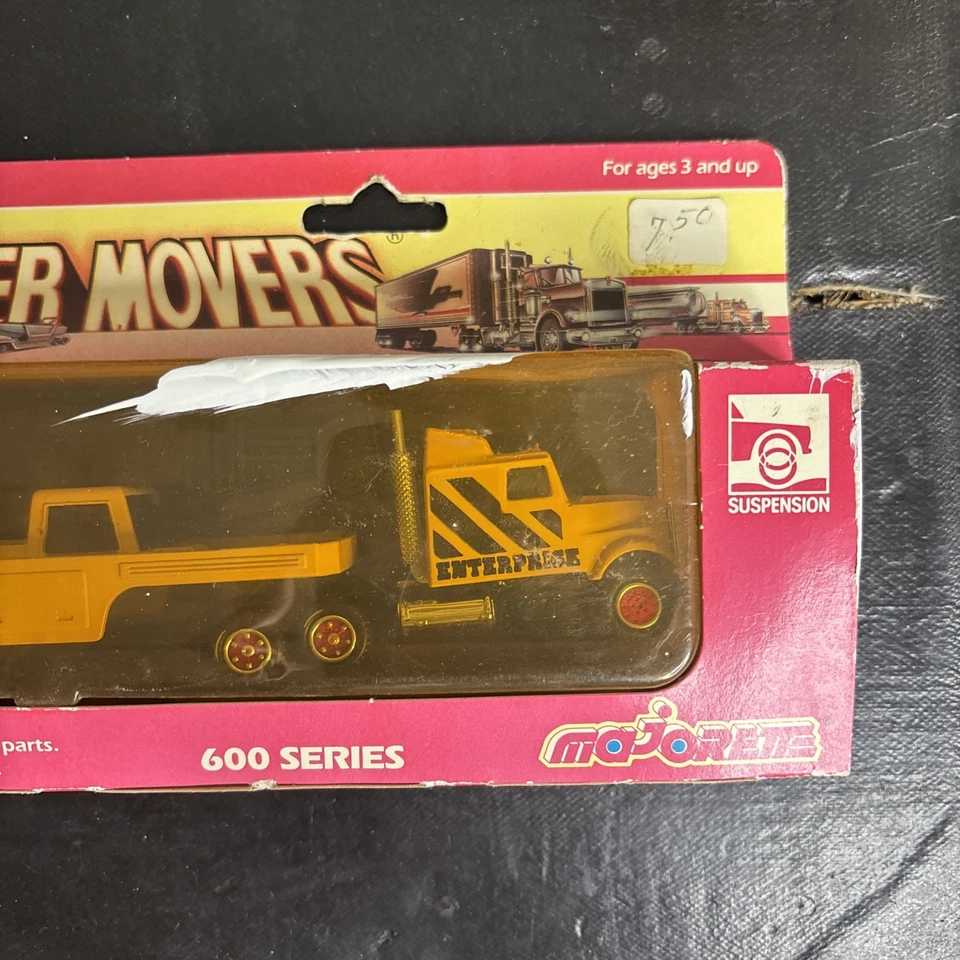 For ages 3 and up
7.50
ER MOVERS®
SUSPENSION
ENTERPRISE
parts.
600 SERIES
MAJORETTE